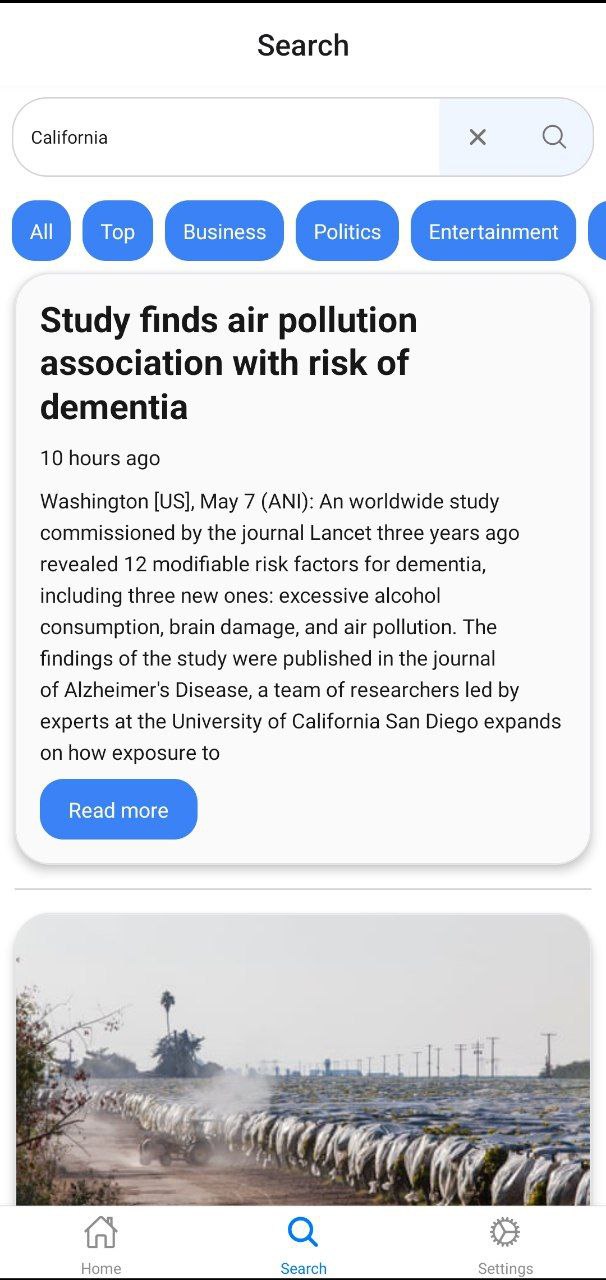 Search
California
All Top Business Politics Entertainment
Study finds air pollution
association with risk of
dementia
10 hours ago
Washington [US], May 7 (ANI): An worldwide study
commissioned by the journal Lancet three years ago
revealed 12 modifiable risk factors for dementia,
including three new ones: excessive alcohol
consumption, brain damage, and air pollution. The
findings of the study were published in the journal
of Alzheimer's Disease, a team of researchers led by
experts at the University of California San Diego expands
on how exposure to
Read more
Home Search Settings